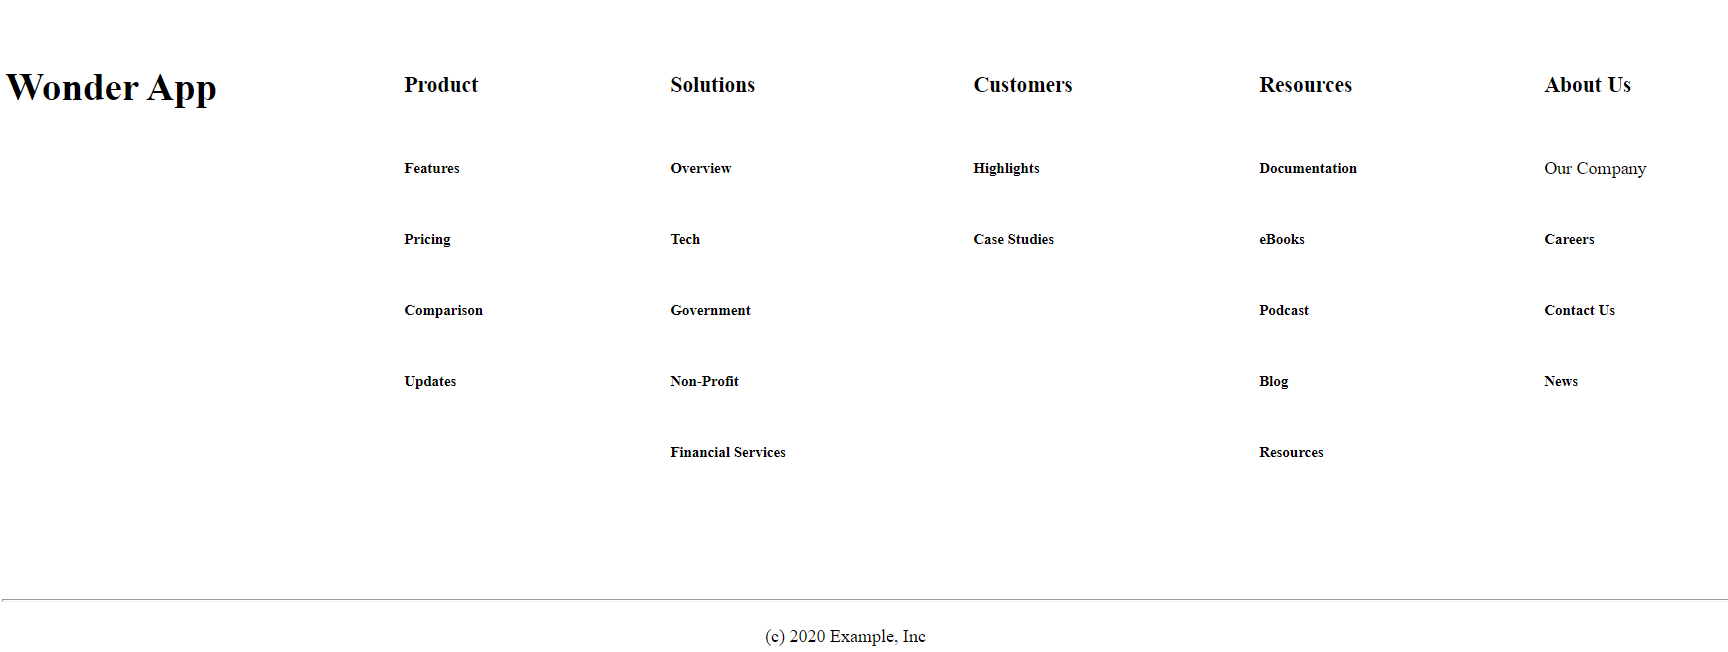 Wonder App
Product
Features
Pricing
Comparison
Updates
Solutions
Overview
Tech
Government
Non-Profit
Financial Services
Customers
Highlights
Case Studies
Resources
Documentation
eBooks
Podcast
Blog
Resources
About Us
Our Company
Careers
Contact Us
News
(c) 2020 Example, Inc